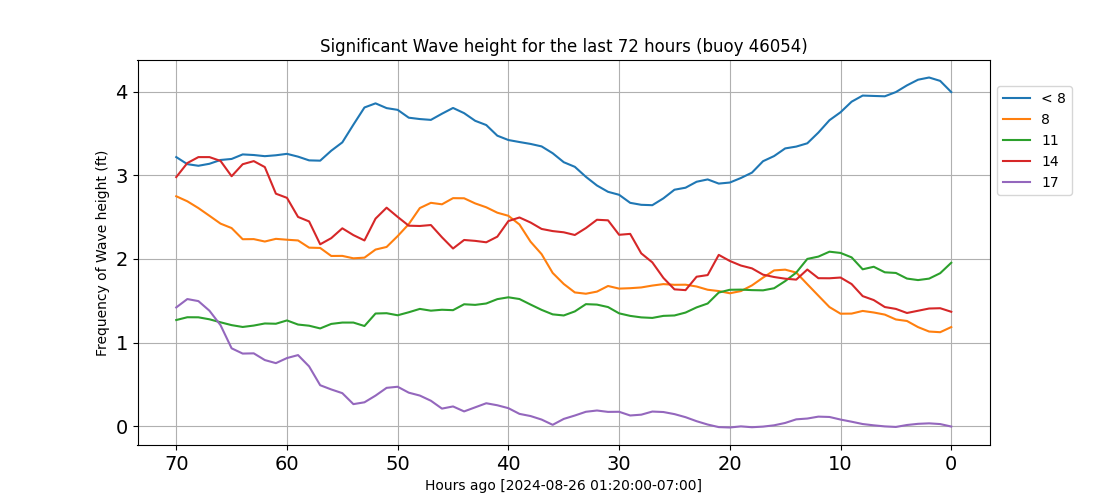 Significant Wave height for the last 72 hours (buoy 46054)
Frequency of Wave height (ft)
4
3
2
1
0
70 60 50 40 30 20 10 0
Hours ago [2024-08-26 01:20:00-07:00]
< 8
8
11
14
17